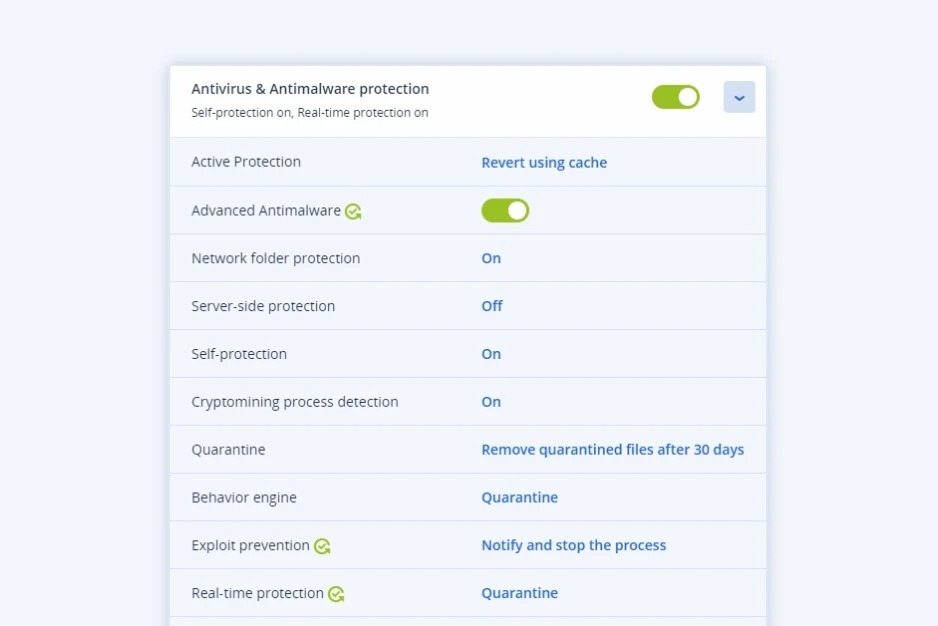 Antivirus & Antimalware protection
Self-protection on, Real-time protection on
Active Protection Revert using cache
Advanced Antimalware
Network folder protection On
Server-side protection Off
Self-protection On
Cryptomining process detection On
Quarantine Remove quarantined files after 30 days
Behavior engine Quarantine
Exploit prevention Notify and stop the process
Real-time protection Quarantine